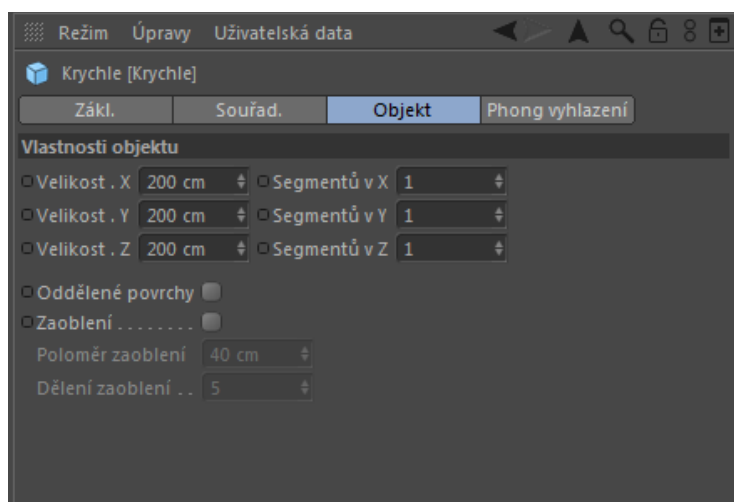 Režim Úpravy Uživatelská data
Krychle [Krychle]
Zákl. Souřad. Objekt Phong vyhlazení
Vlastnosti objektu
Velikost . X 200 cm Segmentů v X 1
Velikost . Y 200 cm Segmentů v Y 1
Velikost . Z 200 cm Segmentů v Z 1
Oddělené povrchy
Zaoblení . . . . . . . .
Poloměr zaoblení 40 cm
Dělení zaoblení . . 5